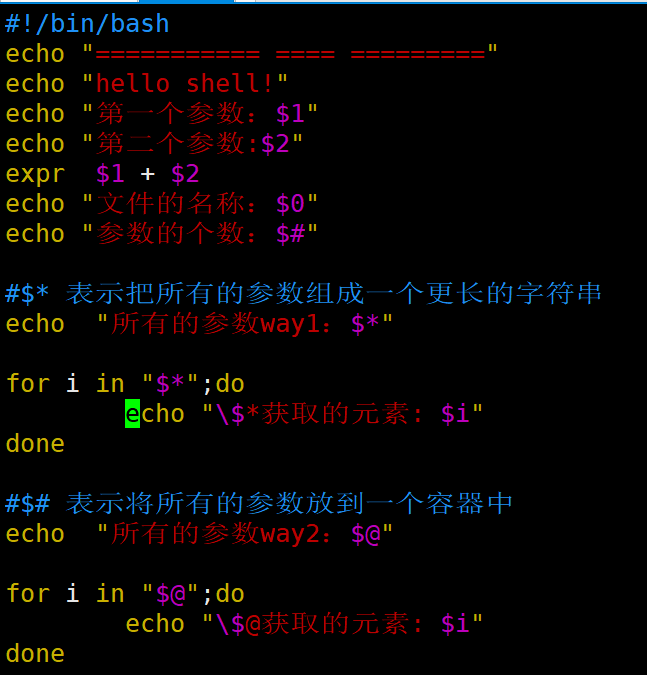 #!/bin/bash
echo "=========== ==== ========="
echo "hello shell!"
echo "第一个参数：$1"
echo "第二个参数:$2"
expr  $1 + $2
echo "文件的名称：$0"
echo "参数的个数：$#"
#$* 表示把所有的参数组成一个更长的字符串
echo  "所有的参数way1：$*"
for i in "$*";do
        echo "\$*获取的元素: $i"
done
#$# 表示将所有的参数放到一个容器中
echo  "所有的参数way2：$@"
for i in "$@";do
        echo "\$@获取的元素: $i"
done